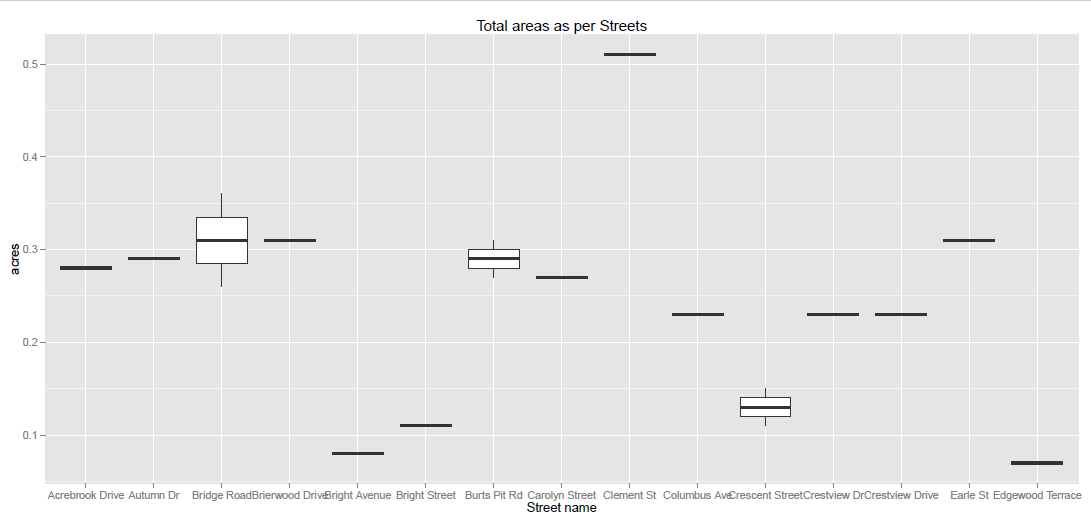 Total areas as per Streets
0.5
0.4
0.3
acres
0.2
0.1
Acrebrook Drive Autumn Dr Bridge Road Brierwood Drive Bright Avenue Bright Street Burts Pit Rd Carolyn Street Clement St Columbus Ave Crescent Street Crestview Dr Crestview Drive Earle St Edgewood Terrace
Street name